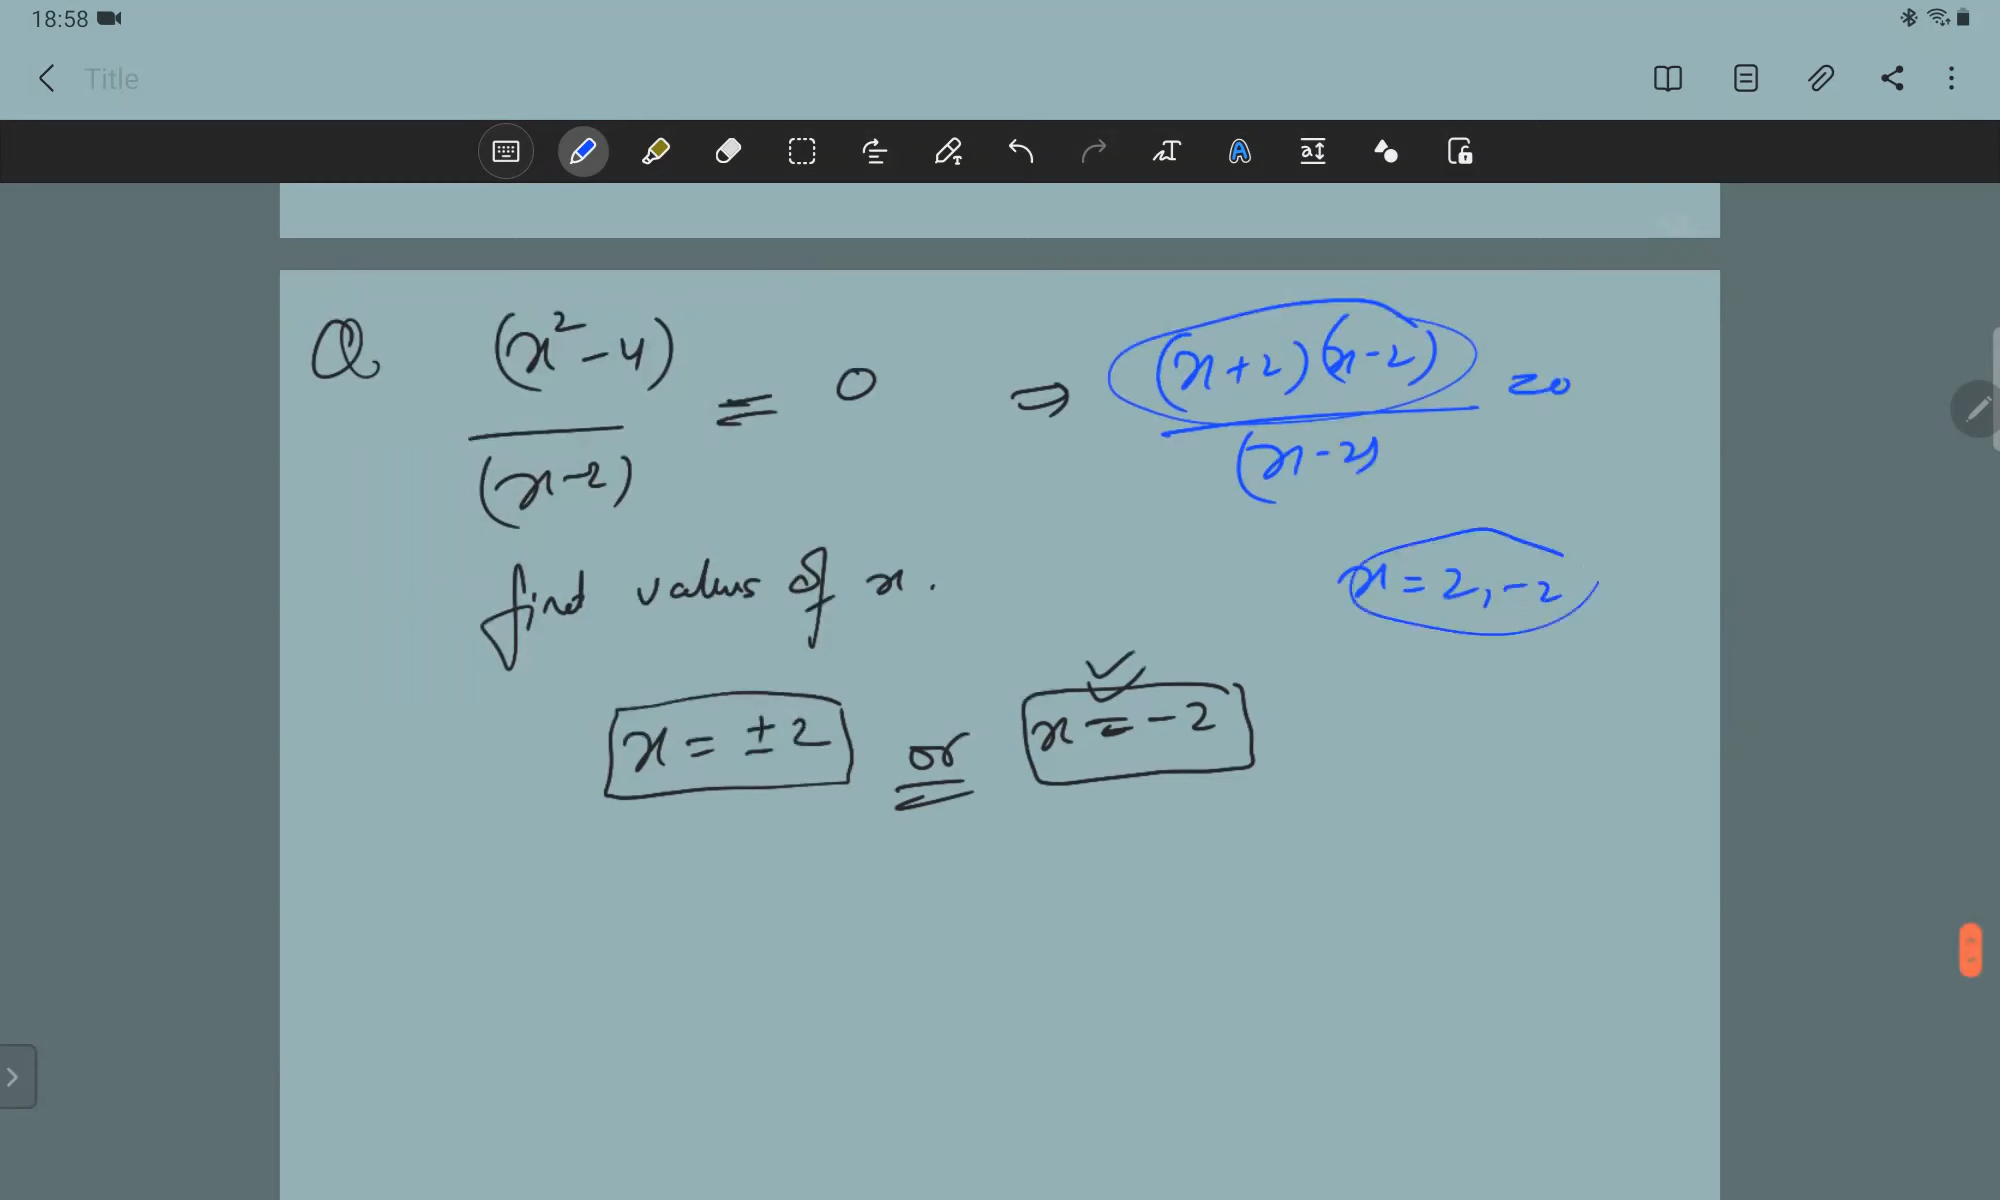 18:58
Title
Q (x²-4)/(x-2) = 0 ⇒ (x+2)(x-2)/(x-2) = 0
find values of x.
x = 2, -2
x = ±2 or x = -2